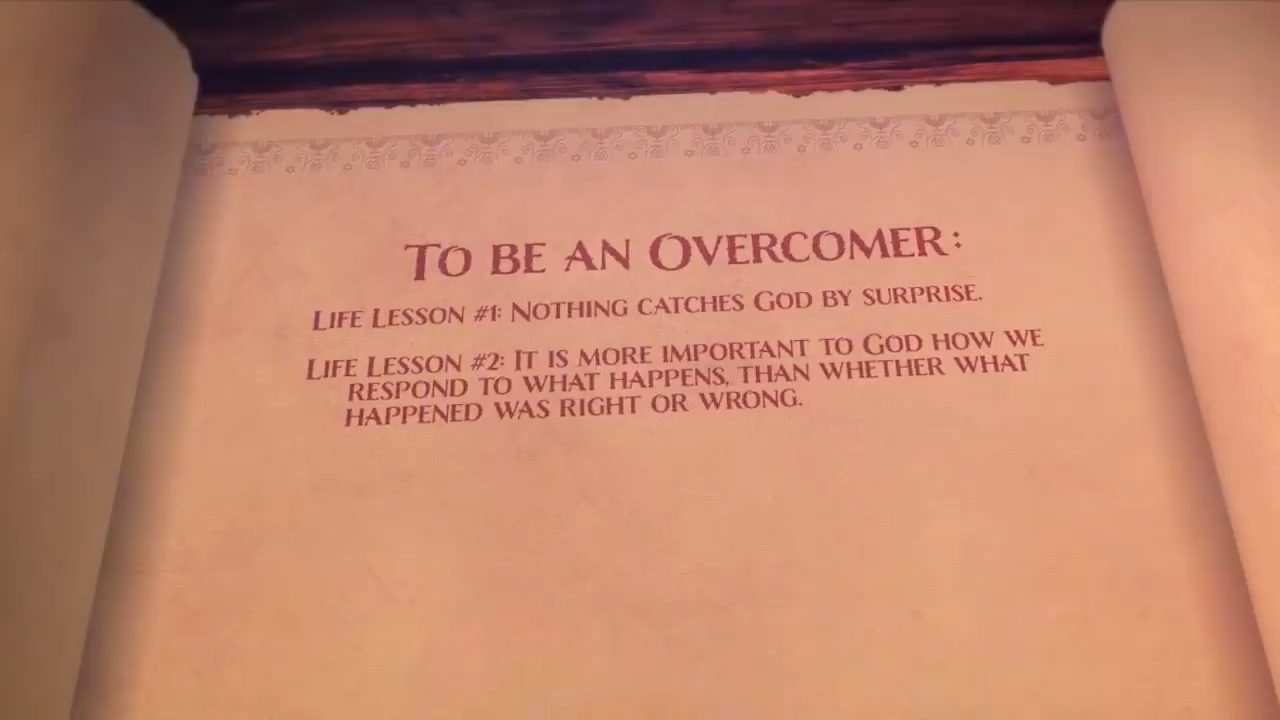 To be an Overcomer:
Life Lesson #1: Nothing catches God by surprise.
Life Lesson #2: It is more important to God how we
respond to what happens, than whether what
happened was right or wrong.